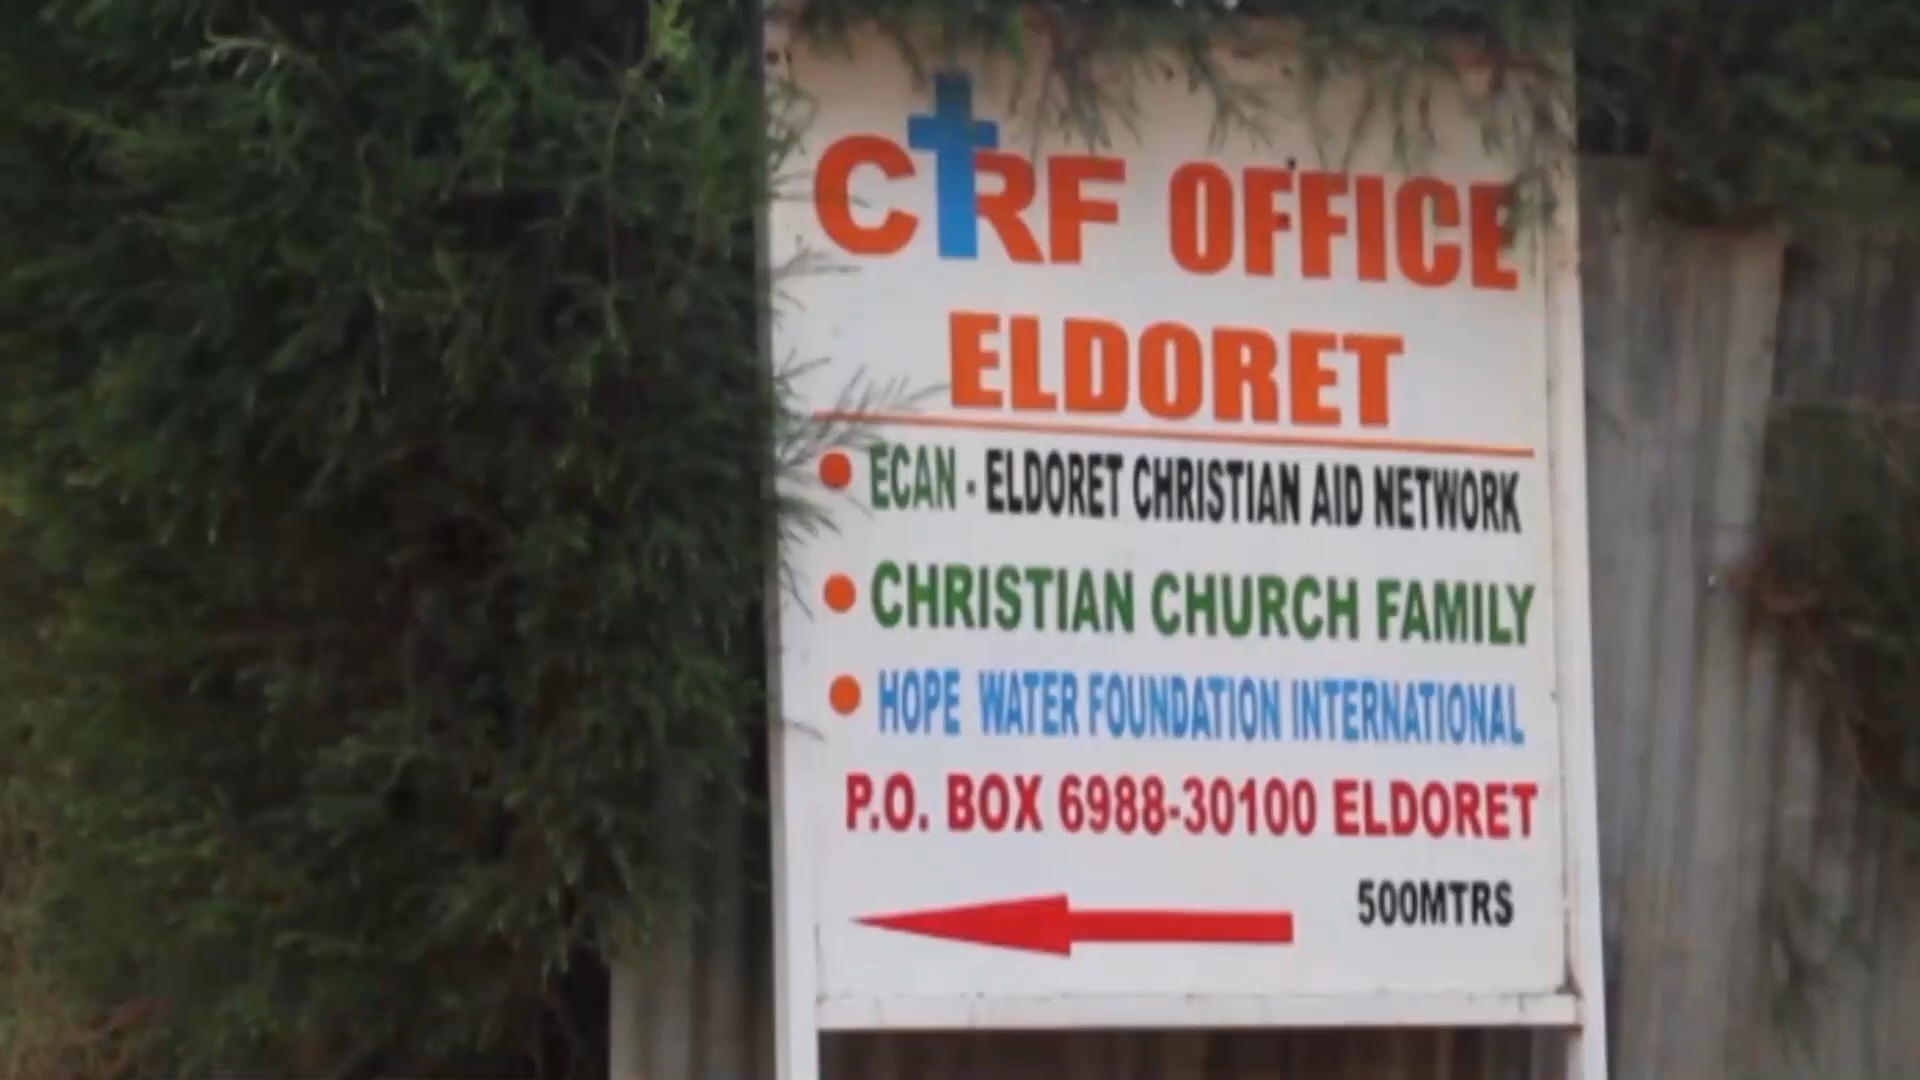 CTRF OFFICE
ELDORET
ECAN - ELDORET CHRISTIAN AID NETWORK
CHRISTIAN CHURCH FAMILY
HOPE WATER FOUNDATION INTERNATIONAL
P.O. BOX 6988-30100 ELDORET
500MTRS